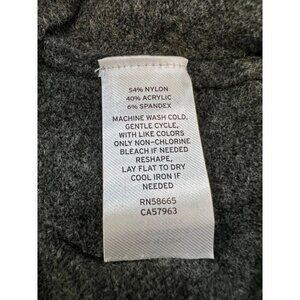 54% NYLON
40% ACRYLIC
6% SPANDEX
MACHINE WASH COLD,
GENTLE CYCLE,
WITH LIKE COLORS
ONLY NON-CHLORINE
BLEACH IF NEEDED
RESHAPE,
LAY FLAT TO DRY
COOL IRON IF
NEEDED
RN58665
CA57963